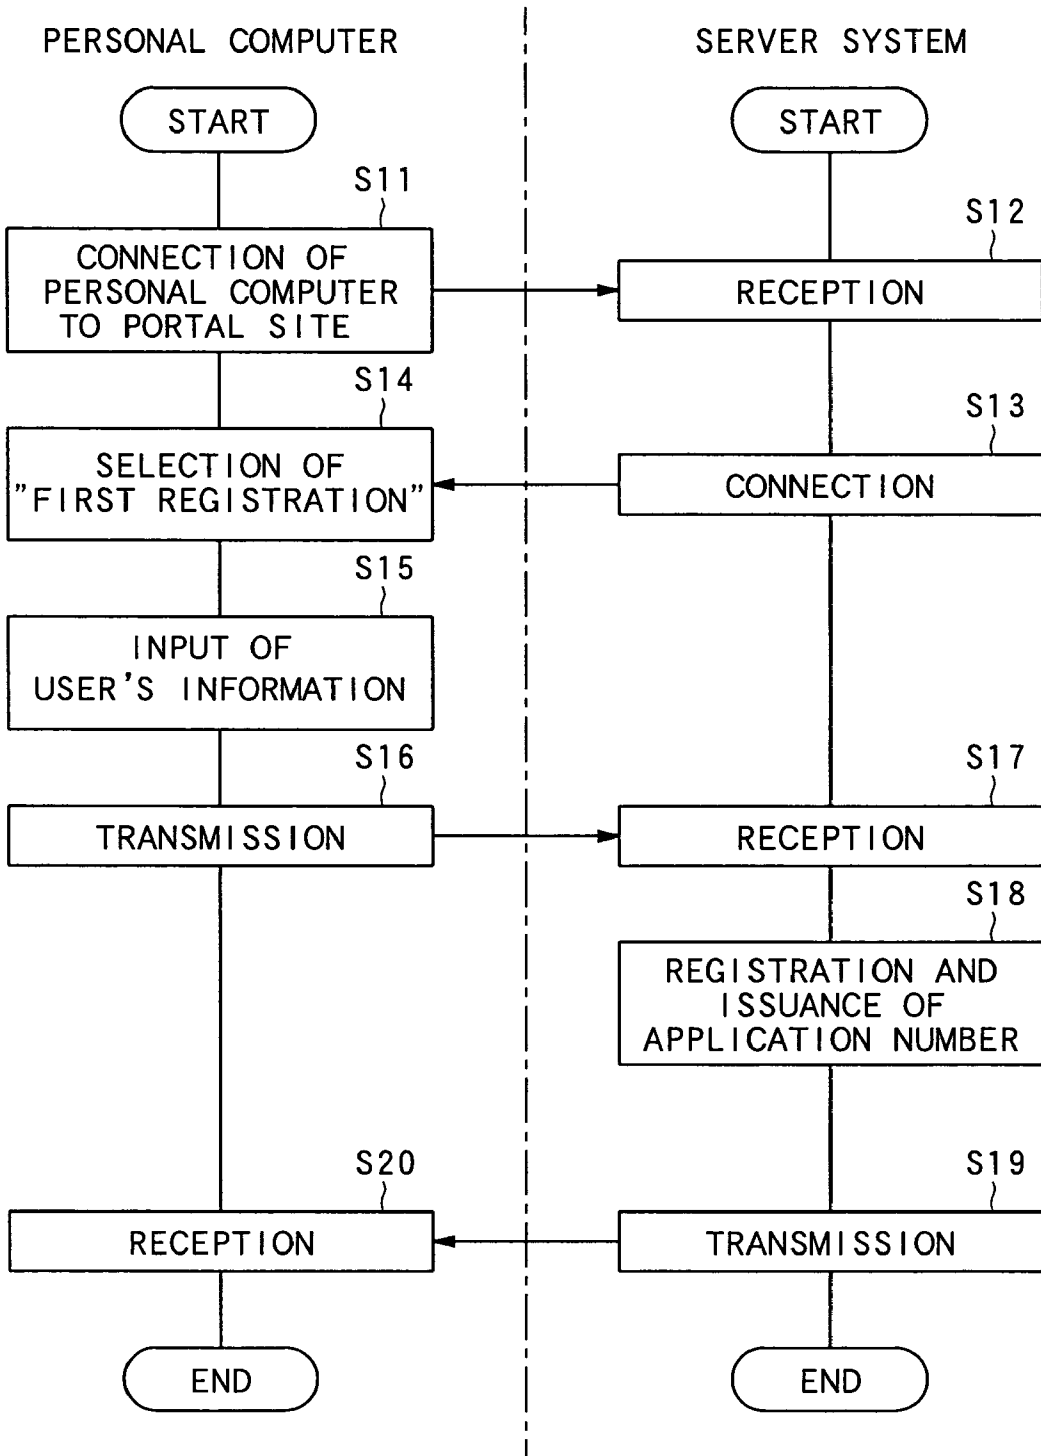 PERSONAL COMPUTER
SERVER SYSTEM
START
START
S11
S12
CONNECTION OF
PERSONAL COMPUTER
TO PORTAL SITE
RECEPTION
S14
S13
SELECTION OF
"FIRST REGISTRATION"
CONNECTION
S15
INPUT OF
USER'S INFORMATION
S16
S17
TRANSMISSION
RECEPTION
S18
REGISTRATION AND
ISSUANCE OF
APPLICATION NUMBER
S20
S19
RECEPTION
TRANSMISSION
END
END